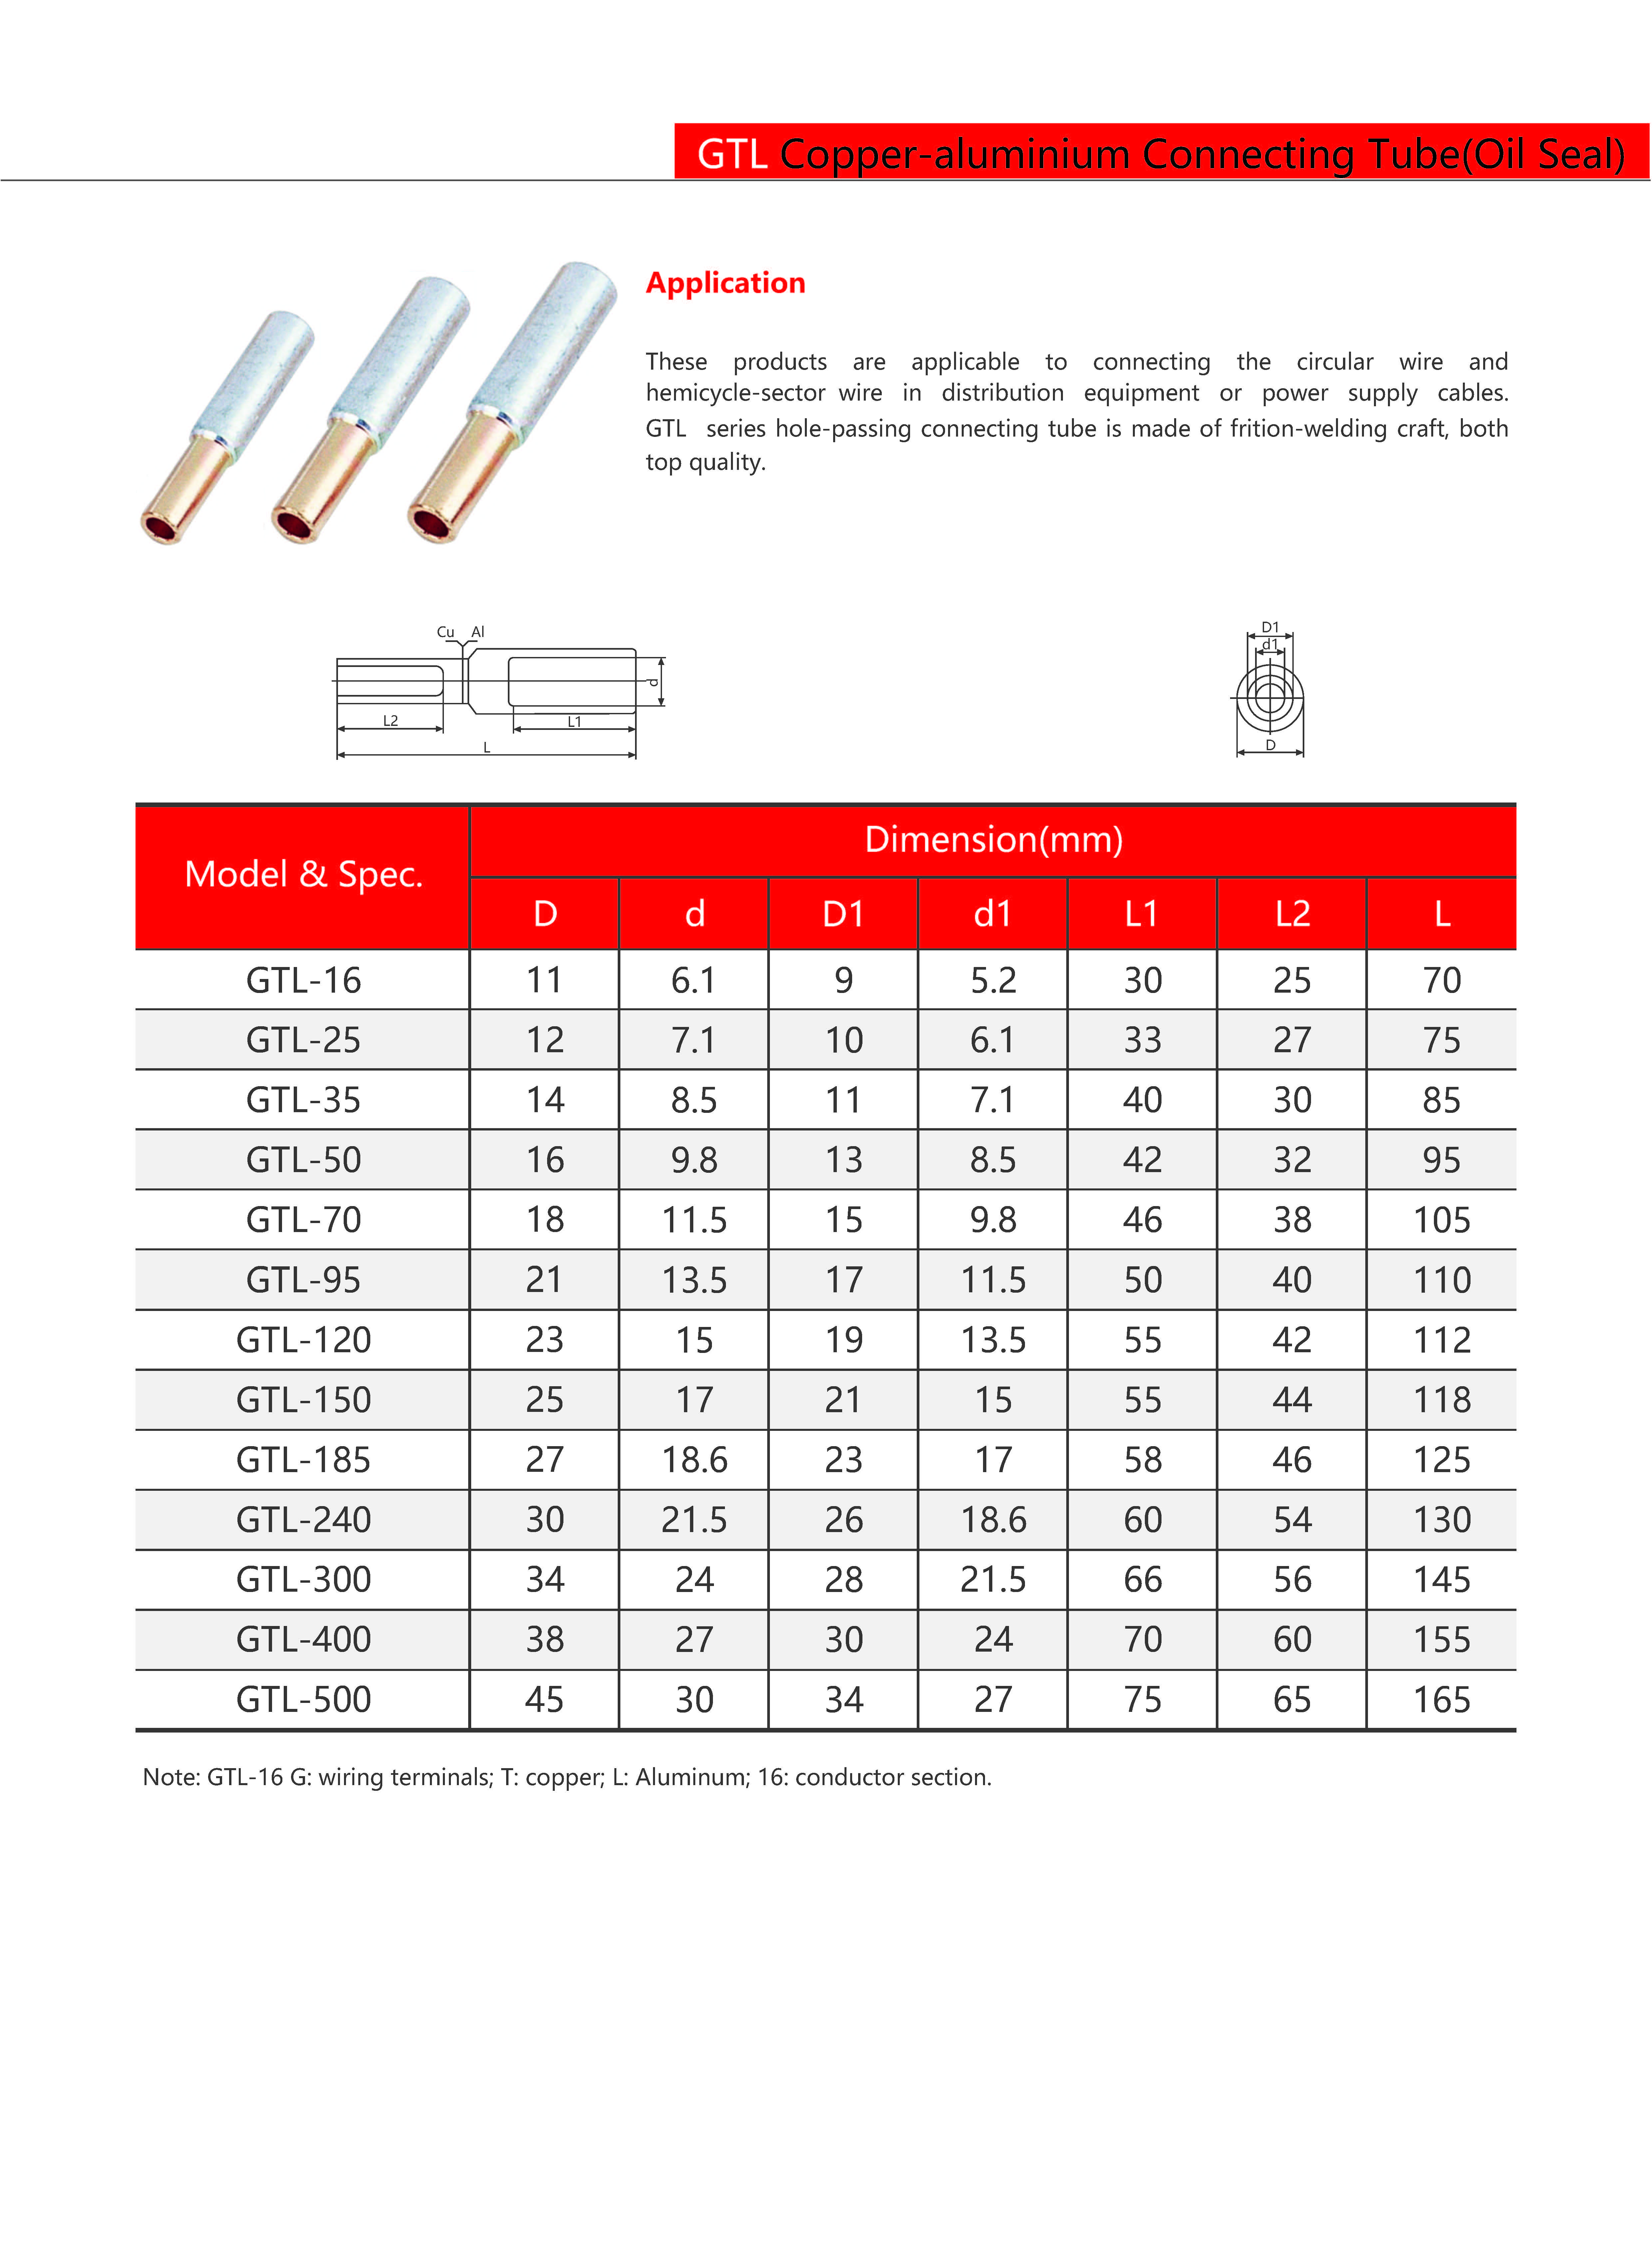 GTL Copper-aluminium Connecting Tube(Oil Seal)
Application
These products are applicable to connecting the circular wire and
hemicycle-sector wire in distribution equipment or power supply cables.
GTL series hole-passing connecting tube is made of frition-welding craft, both
top quality.
Cu Al
d
L2
L1
L
D1
d1
D
Model & Spec.
Dimension(mm)
D d D1 d1 L1 L2 L
GTL-16 11 6.1 9 5.2 30 25 70
GTL-25 12 7.1 10 6.1 33 27 75
GTL-35 14 8.5 11 7.1 40 30 85
GTL-50 16 9.8 13 8.5 42 32 95
GTL-70 18 11.5 15 9.8 46 38 105
GTL-95 21 13.5 17 11.5 50 40 110
GTL-120 23 15 19 13.5 55 42 112
GTL-150 25 17 21 15 55 44 118
GTL-185 27 18.6 23 17 58 46 125
GTL-240 30 21.5 26 18.6 60 54 130
GTL-300 34 24 28 21.5 66 56 145
GTL-400 38 27 30 24 70 60 155
GTL-500 45 30 34 27 75 65 165
Note: GTL-16 G: wiring terminals; T: copper; L: Aluminum; 16: conductor section.